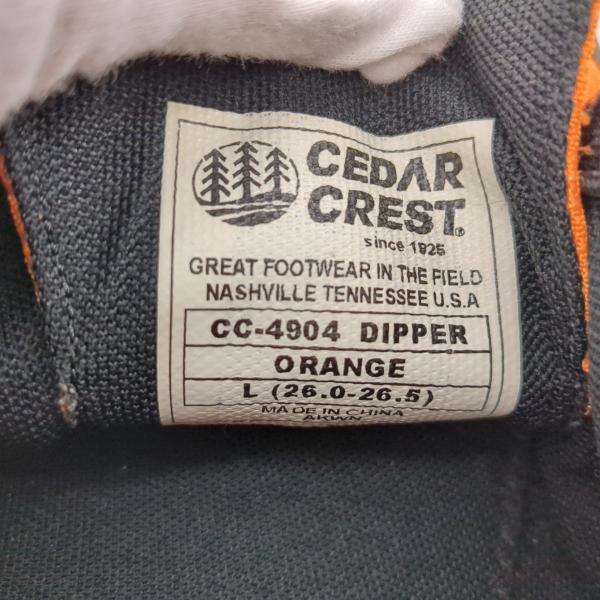 CEDAR
CREST®
since 1925
GREAT FOOTWEAR IN THE FIELD
NASHVILLE TENNESSEE U.S.A
CC-4904 DIPPER
ORANGE
L (26.0-26.5)
MADE IN CHINA
AKWN